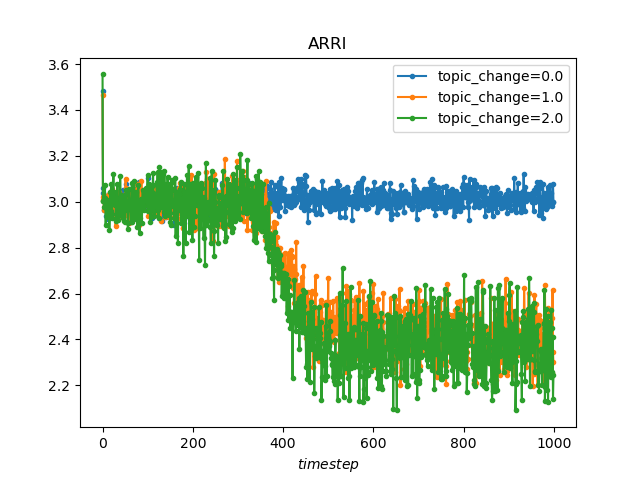 ARRI
topic_change=0.0
topic_change=1.0
topic_change=2.0
3.6
3.4
3.2
3.0
2.8
2.6
2.4
2.2
0 200 400 600 800 1000
timestep